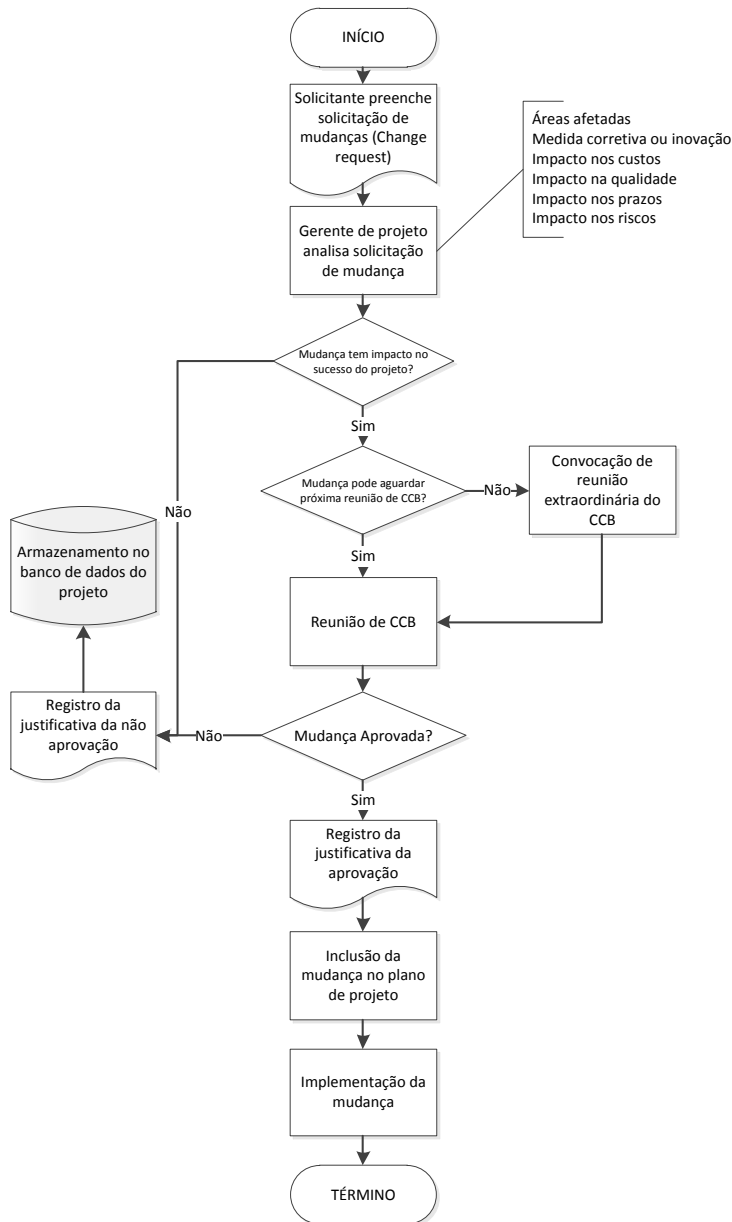 INÍCIO
Solicitante preenche
solicitação de
mudanças (Change
request)
Áreas afetadas
Medida corretiva ou inovação
Impacto nos custos
Impacto na qualidade
Impacto nos prazos
Impacto nos riscos
Gerente de projeto
analisa solicitação
de mudança
Mudança tem impacto no
sucesso do projeto?
Sim
Não
Mudança pode aguardar
próxima reunião de CCB?
Não
Convocação de
reunião
extraordinária do
CCB
Sim
Armazenamento no
banco de dados do
projeto
Reunião de CCB
Registro da
justificativa da não
aprovação
Não
Mudança Aprovada?
Sim
Registro da
justificativa da
aprovação
Inclusão da
mudança no plano
de projeto
Implementação da
mudança
TÉRMINO